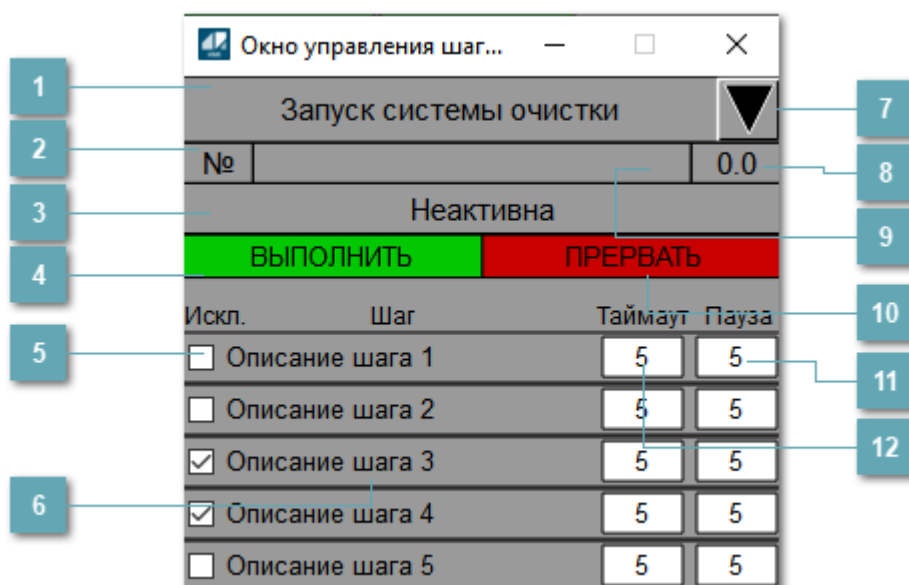 Окно управления шаг...
1
Запуск системы очистки
7
2
№
0.0
8
3
Неактивна
9
4
ВЫПОЛНИТЬ
ПРЕРВАТЬ
10
Искл. Шаг Таймаут Пауза
5
Описание шага 1 5 5
11
Описание шага 2 5 5
12
Описание шага 3 5 5
6
Описание шага 4 5 5
Описание шага 5 5 5